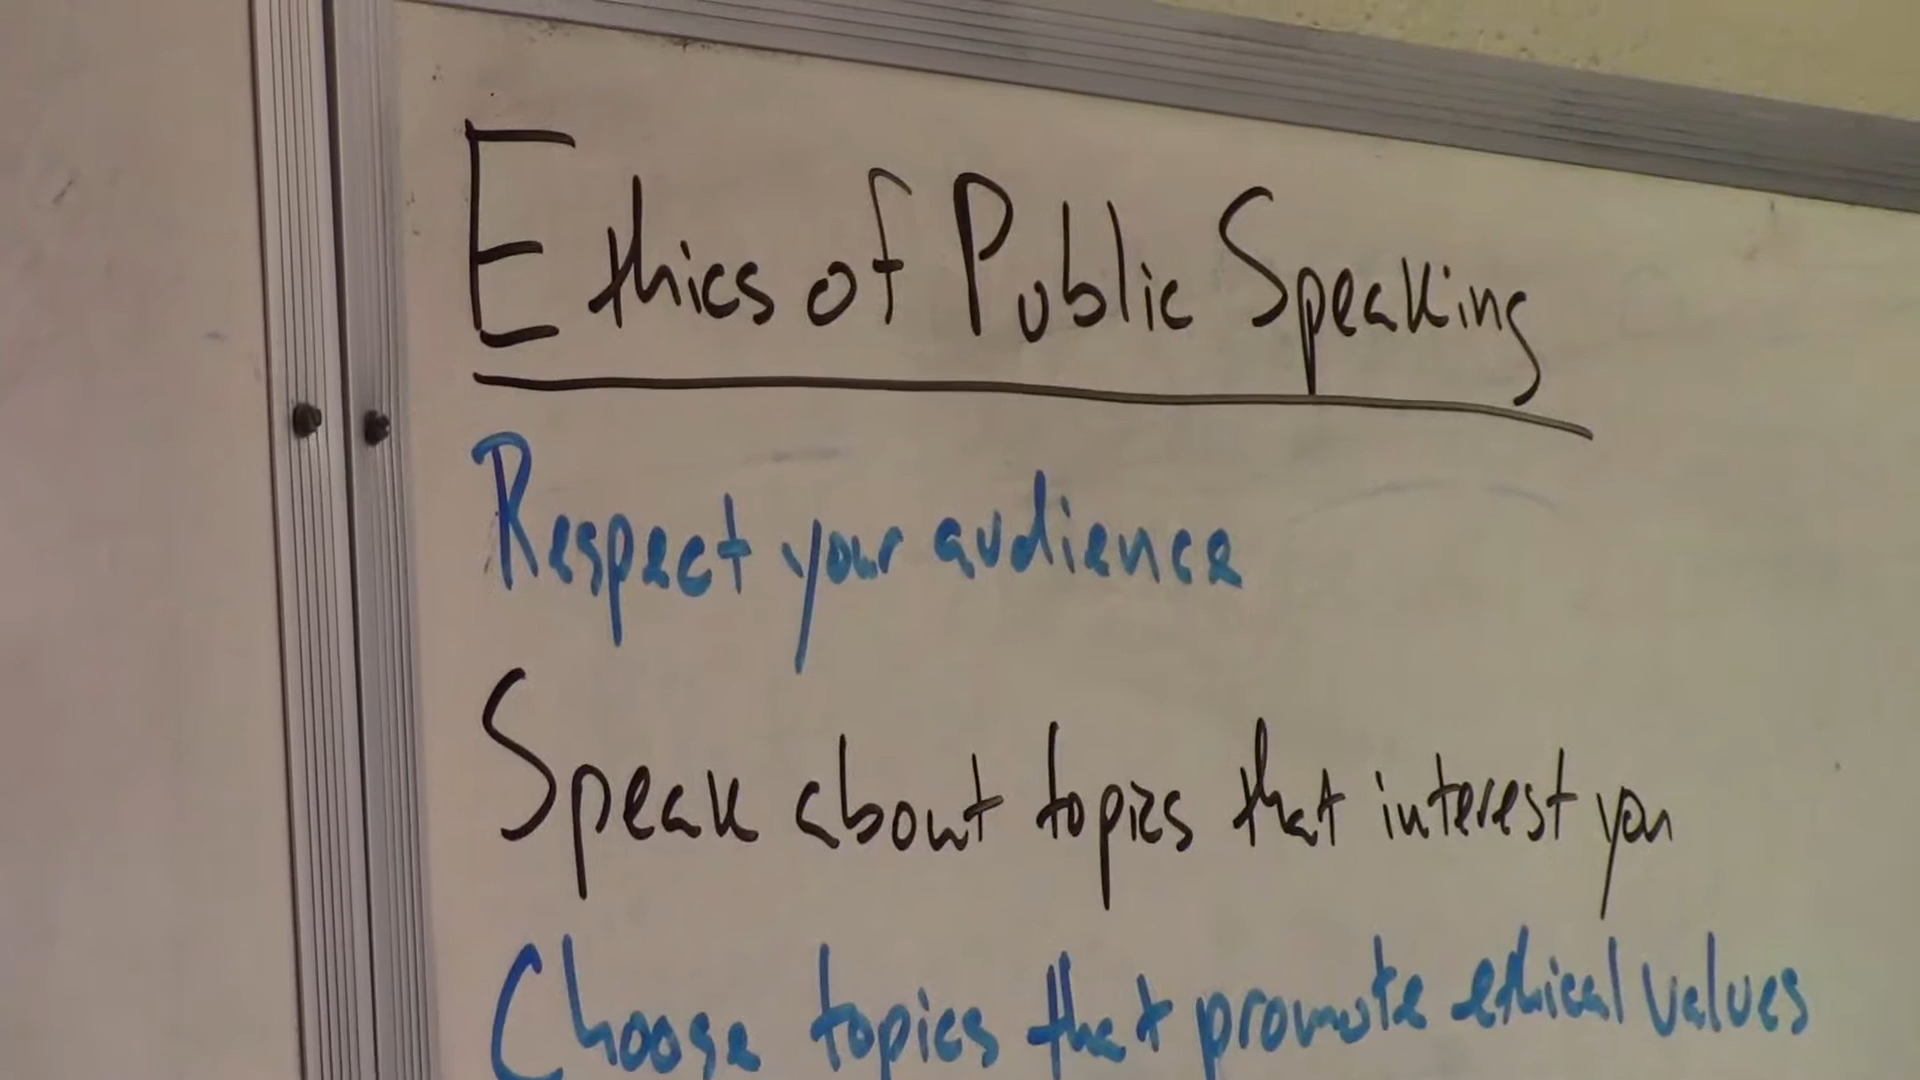 Ethics of Public Speaking
Respect your audience
Speak about topics that interest you
Choose topics that promote ethical values